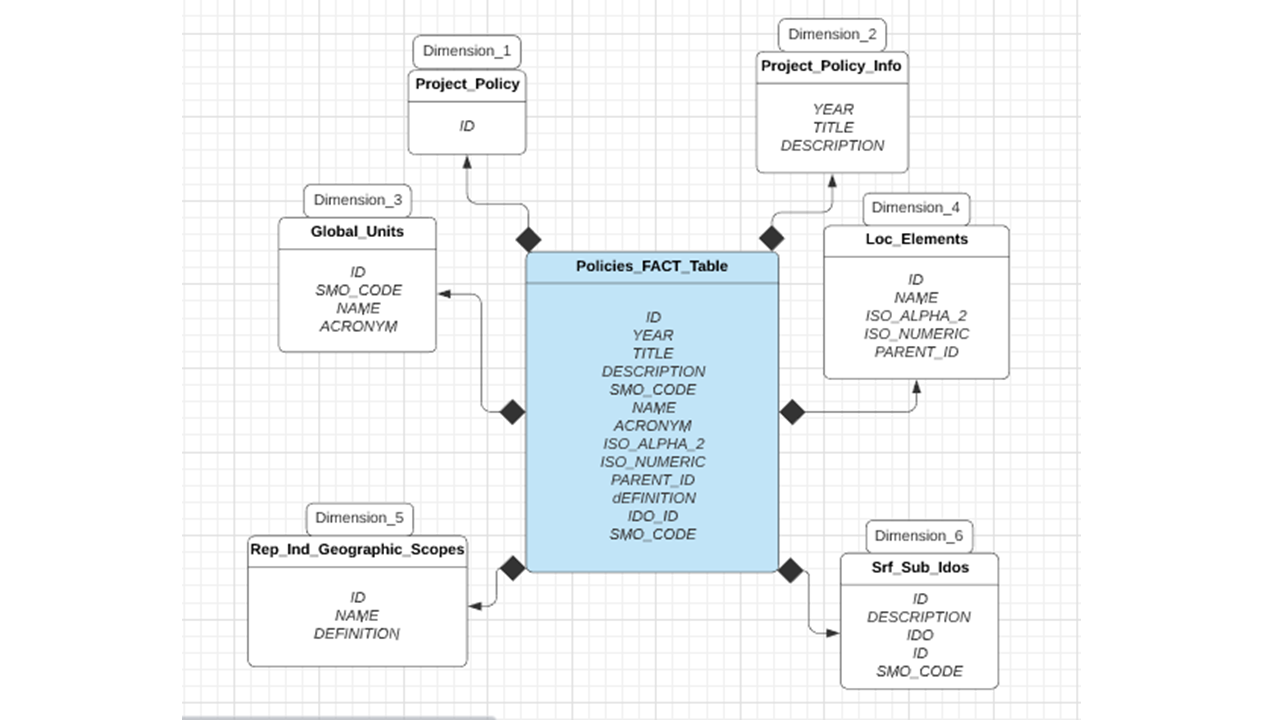 Dimension_1
Project_Policy
ID
Dimension_2
Project_Policy_Info
YEAR
TITLE
DESCRIPTION
Dimension_3
Global_Units
ID
SMO_CODE
NAME
ACRONYM
Dimension_4
Loc_Elements
ID
NAME
ISO_ALPHA_2
ISO_NUMERIC
PARENT_ID
Policies_FACT_Table
ID
YEAR
TITLE
DESCRIPTION
SMO_CODE
NAME
ACRONYM
ISO_ALPHA_2
ISO_NUMERIC
PARENT_ID
dEFINITION
IDO_ID
SMO_CODE
Dimension_5
Rep_Ind_Geographic_Scopes
ID
NAME
DEFINITION
Dimension_6
Srf_Sub_Idos
ID
DESCRIPTION
IDO
ID
SMO_CODE